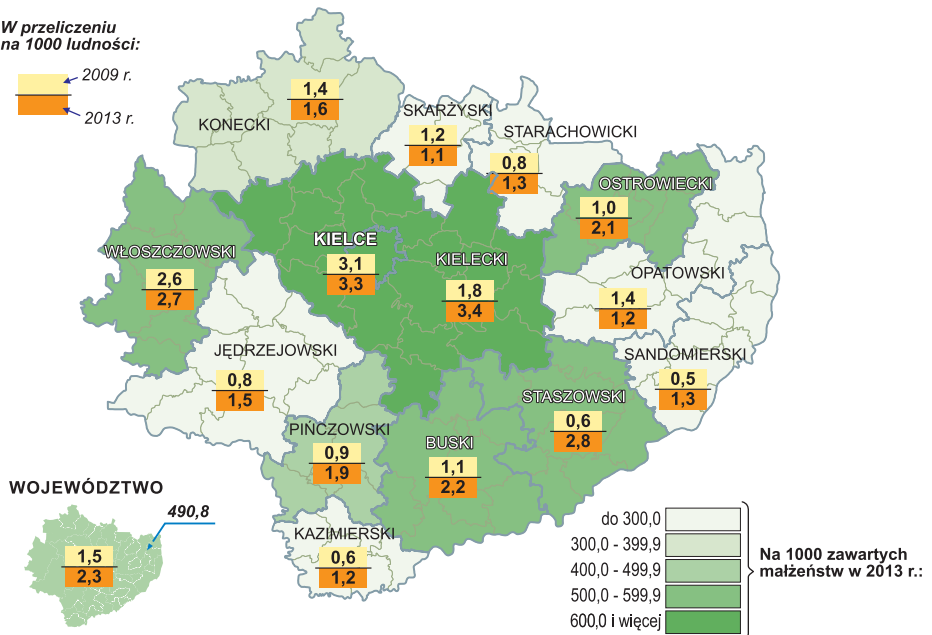 W przeliczeniu
na 1000 ludności:
2009 r.
2013 r.
KONECKI
1,4
1,6
SKARŻYSKI
1,2
1,1
STARACHOWICKI
0,8
1,3
OSTROWIECKI
1,0
2,1
WŁOSZCZOWSKI
2,6
2,7
KIELCE
3,1
3,3
KIELECKI
1,8
3,4
OPATOWSKI
1,4
1,2
JĘDRZEJOWSKI
0,8
1,5
SANDOMIERSKI
0,5
1,3
STASZOWSKI
0,6
2,8
PIŃCZOWSKI
0,9
1,9
BUSKI
1,1
2,2
KAZIMIERSKI
0,6
1,2
WOJEWÓDZTWO
490,8
1,5
2,3
do 300,0
300,0 - 399,9
400,0 - 499,9
500,0 - 599,9
600,0 i więcej
Na 1000 zawartych
małżeństw w 2013 r.: